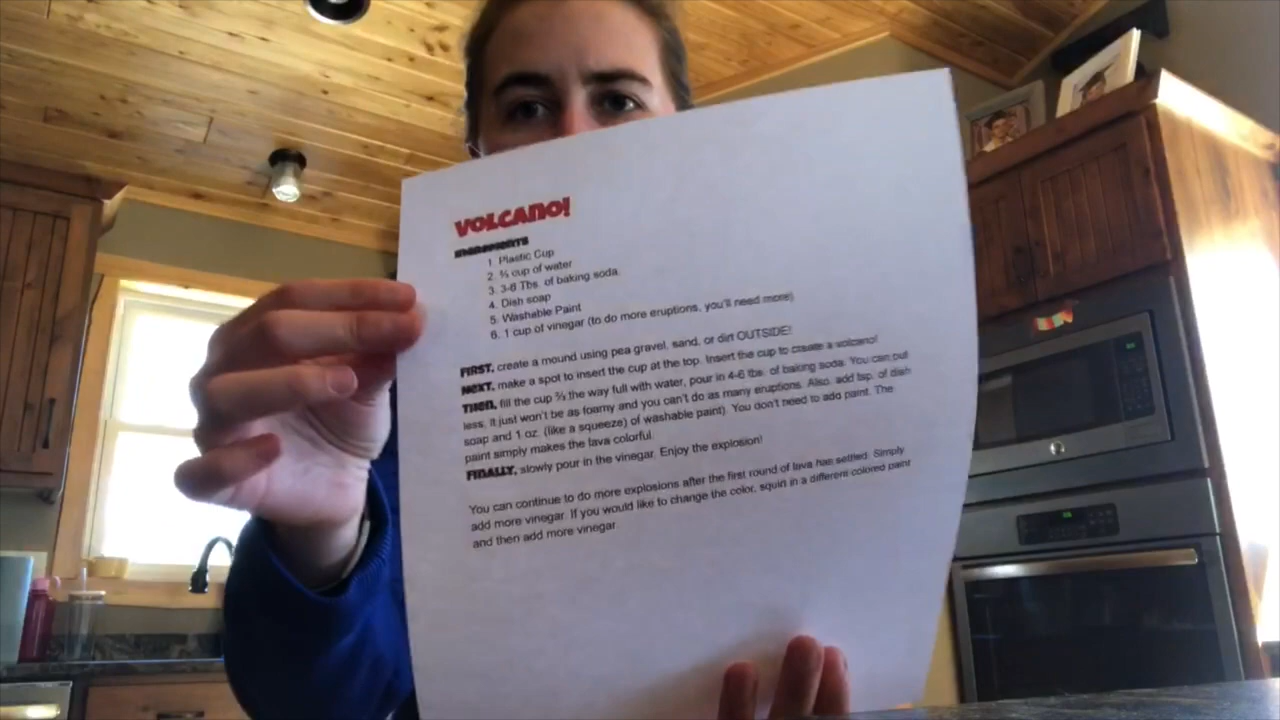 VOLCANO!
INGREDIENTS
1. Plastic Cup
2. ⅔ cup of water
3. 3-6 Tbs. of baking soda.
4. Dish soap
5. Washable Paint
6. 1 cup of vinegar (to do more eruptions, you'll need more)
FIRST, create a mound using pea gravel, sand, or dirt OUTSIDE!
NEXT, make a spot to insert the cup at the top. Insert the cup to create a volcano!
THEN, fill the cup ⅔ the way full with water, pour in 4-6 tbs. of baking soda. You can put
less, it just won't be as foamy and you can't do as many eruptions. Also, add tsp. of dish
soap and 1 oz. (like a squeeze) of washable paint). You don't need to add paint. The
paint simply makes the lava colorful.
FINALLY, slowly pour in the vinegar. Enjoy the explosion!
You can continue to do more explosions after the first round of lava has settled. Simply
add more vinegar. If you would like to change the color, squirt in a different colored paint
and then add more vinegar.